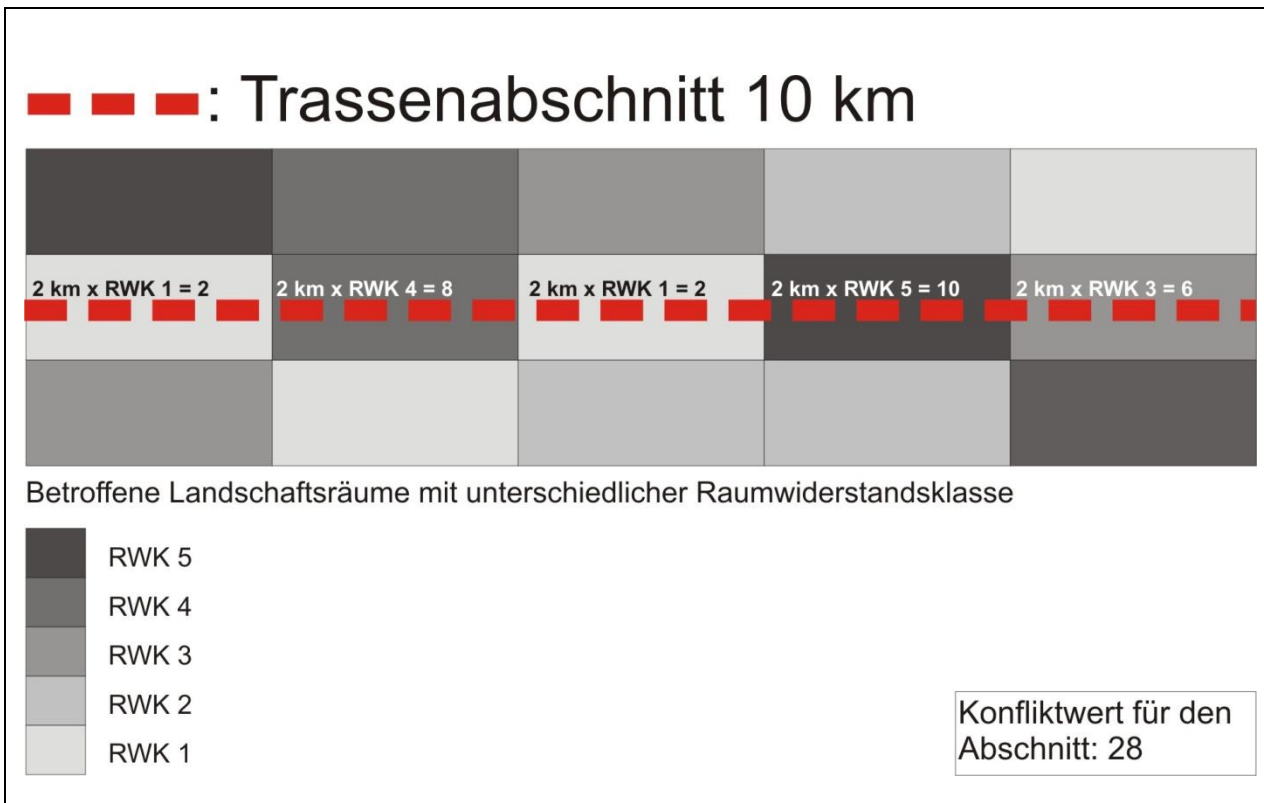 : Trassenabschnitt 10 km
2 km x RWK 1 = 2
2 km x RWK 4 = 8
2 km x RWK 1 = 2
2 km x RWK 5 = 10
2 km x RWK 3 = 6
Betroffene Landschaftsräume mit unterschiedlicher Raumwiderstandsklasse
RWK 5
RWK 4
RWK 3
RWK 2
RWK 1
Konfliktwert für den
Abschnitt: 28